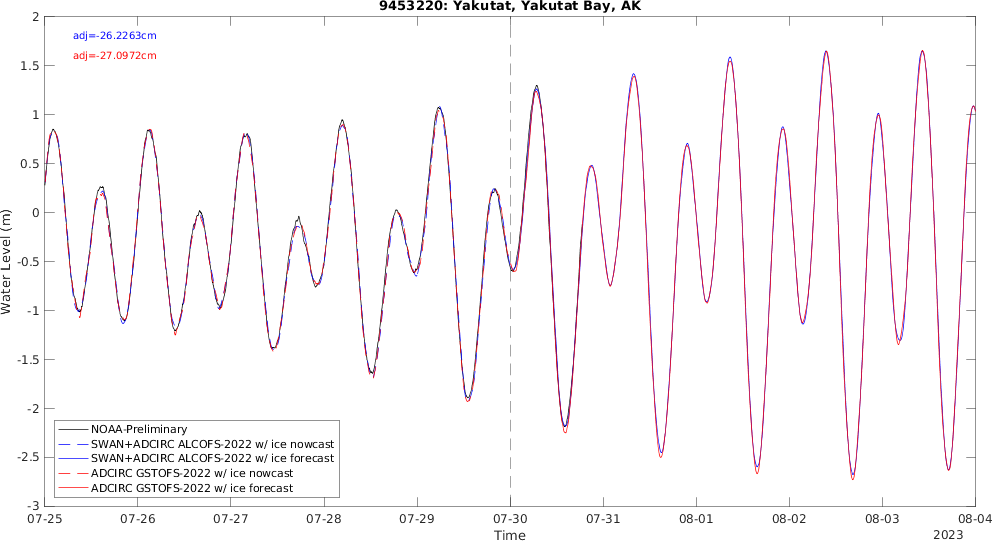 9453220: Yakutat, Yakutat Bay, AK
adj=-26.2263cm
adj=-27.0972cm
2
1.5
1
0.5
0
-0.5
-1
-1.5
-2
-2.5
-3
Water Level (m)
NOAA-Preliminary
SWAN+ADCIRC ALCOFS-2022 w/ ice nowcast
SWAN+ADCIRC ALCOFS-2022 w/ ice forecast
ADCIRC GSTOFS-2022 w/ ice nowcast
ADCIRC GSTOFS-2022 w/ ice forecast
07-25 07-26 07-27 07-28 07-29 07-30 07-31 08-01 08-02 08-03 08-04
Time
2023